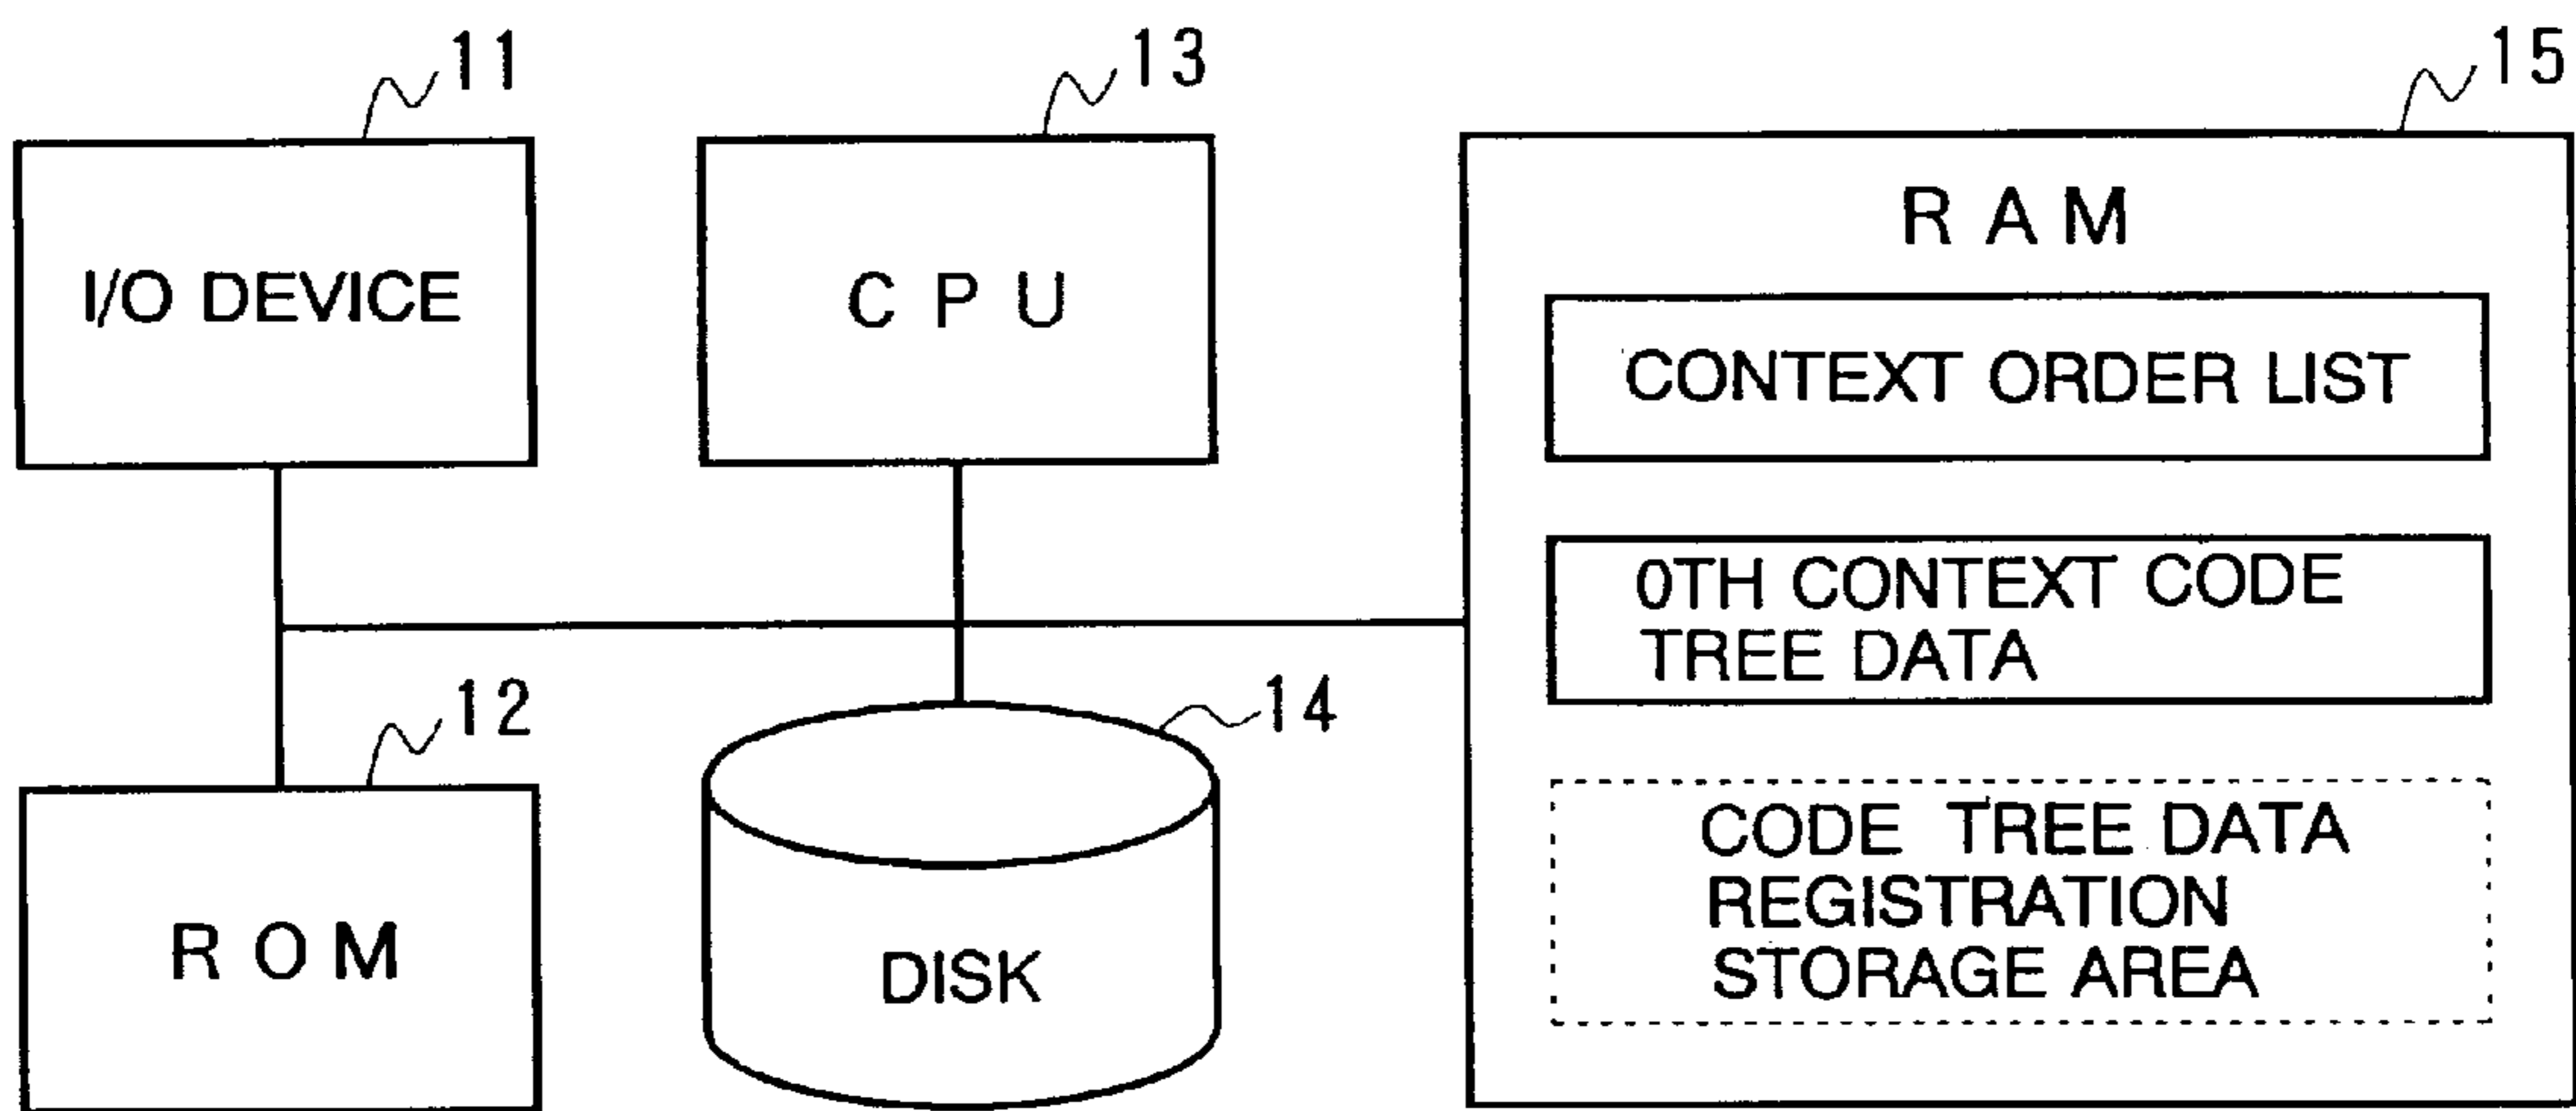 11
I/O DEVICE
12
R O M
13
C P U
14
DISK
15
R A M
CONTEXT ORDER LIST
0TH CONTEXT CODE
TREE DATA
CODE TREE DATA
REGISTRATION
STORAGE AREA